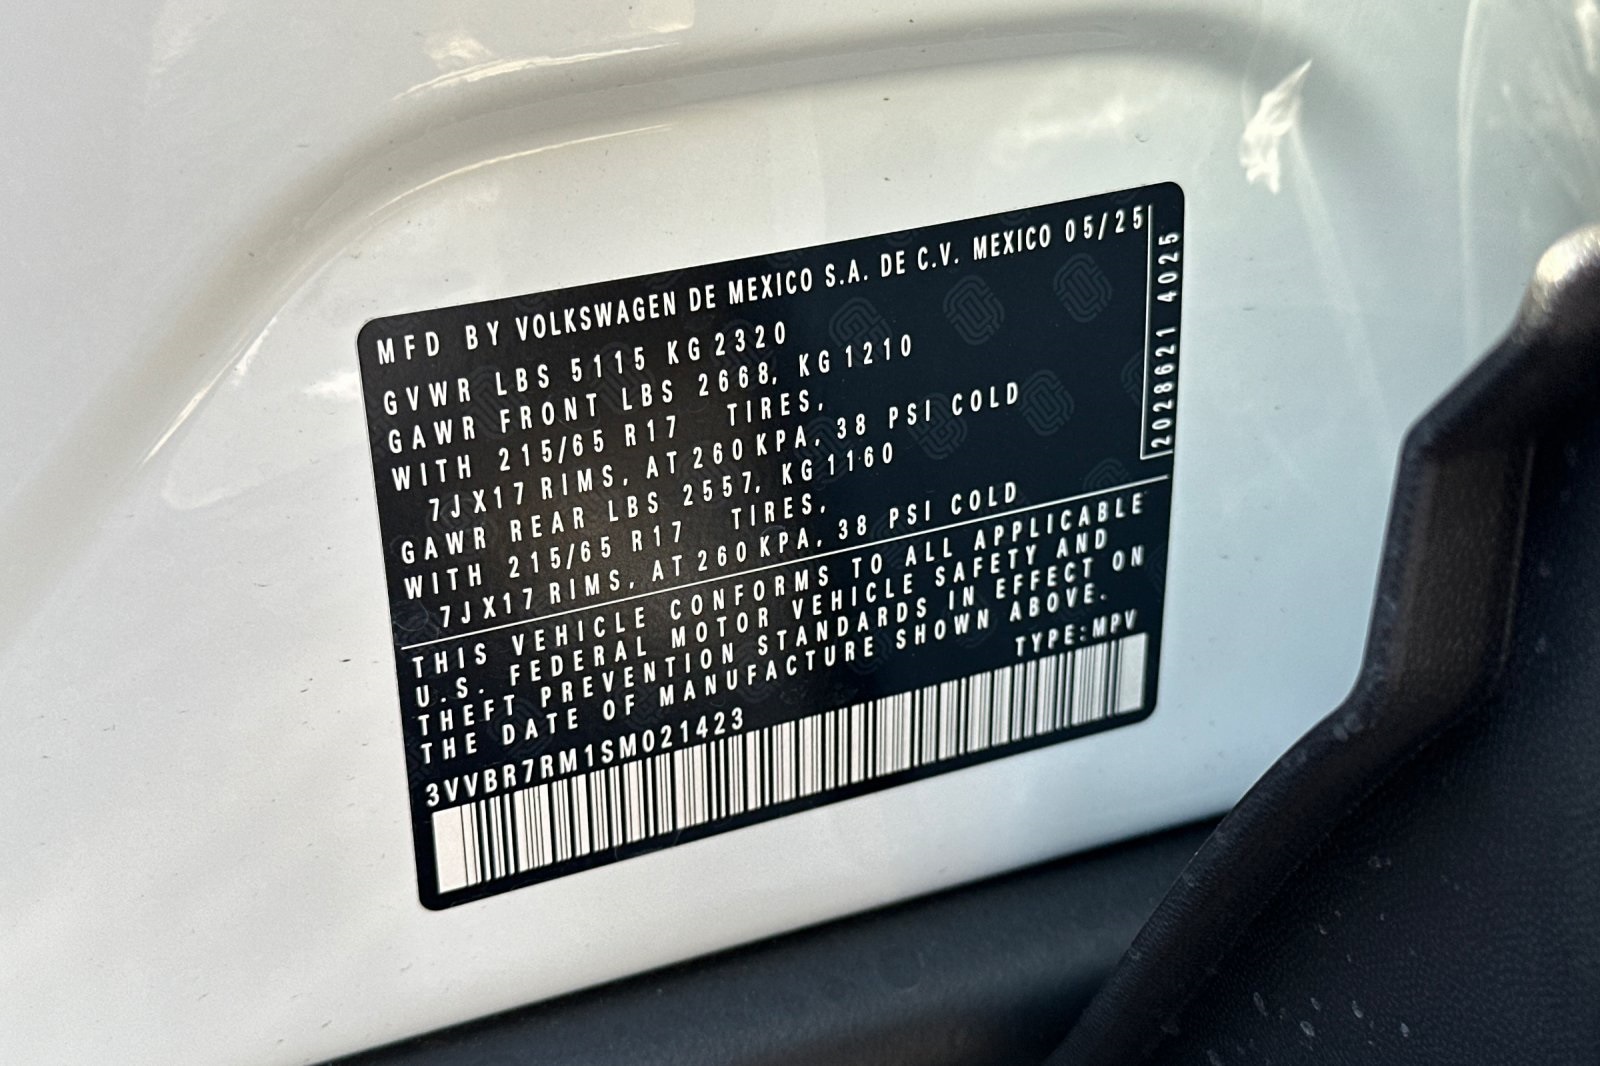 MFD BY VOLKSWAGEN DE MEXICO S.A. DE C.V. MEXICO 05/25
GVWR LBS 5115 KG 2320
GAWR FRONT LBS 2668, KG 1210
WITH 215/65 R17 TIRES,
7JX17 RIMS, AT 260 KPA, 38 PSI COLD
GAWR REAR LBS 2557, KG 1160
WITH 215/65 R17 TIRES,
7JX17 RIMS, AT 260 KPA, 38 PSI COLD
2028621 4025
THIS VEHICLE CONFORMS TO ALL APPLICABLE
U.S. FEDERAL MOTOR VEHICLE SAFETY AND
THEFT PREVENTION STANDARDS IN EFFECT ON
THE DATE OF MANUFACTURE SHOWN ABOVE.
TYPE:MPV
3VVBR7RM1SM021423